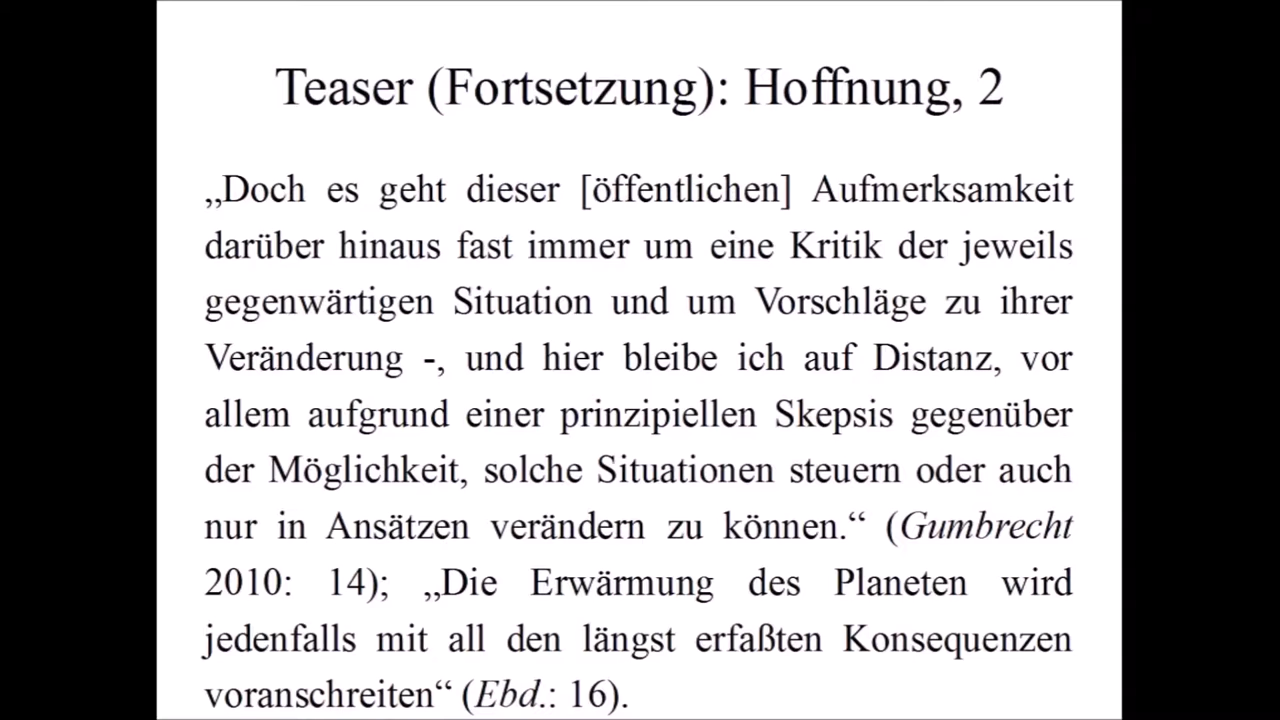 Teaser (Fortsetzung): Hoffnung, 2
„Doch es geht dieser [öffentlichen] Aufmerksamkeit
darüber hinaus fast immer um eine Kritik der jeweils
gegenwärtigen Situation und um Vorschläge zu ihrer
Veränderung -, und hier bleibe ich auf Distanz, vor
allem aufgrund einer prinzipiellen Skepsis gegenüber
der Möglichkeit, solche Situationen steuern oder auch
nur in Ansätzen verändern zu können.“ (Gumbrecht
2010: 14); „Die Erwärmung des Planeten wird
jedenfalls mit all den längst erfaßten Konsequenzen
voranschreiten“ (Ebd.: 16).